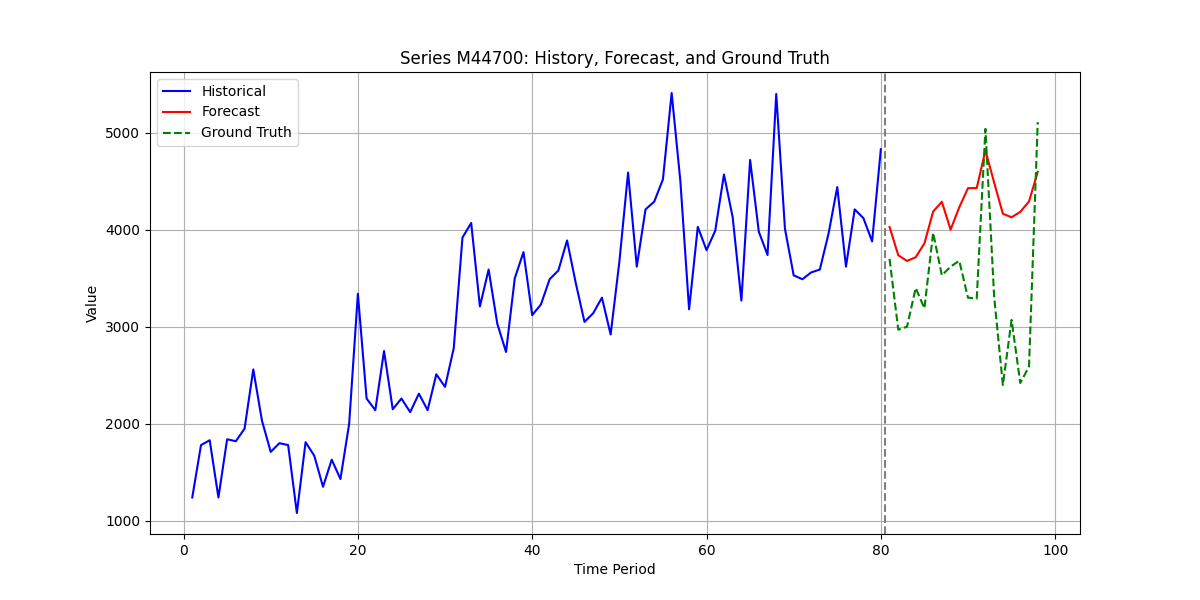 Series M44700: History, Forecast, and Ground Truth
Historical
Forecast
Ground Truth
5000
4000
3000
2000
1000
Value
0 20 40 60 80 100
Time Period